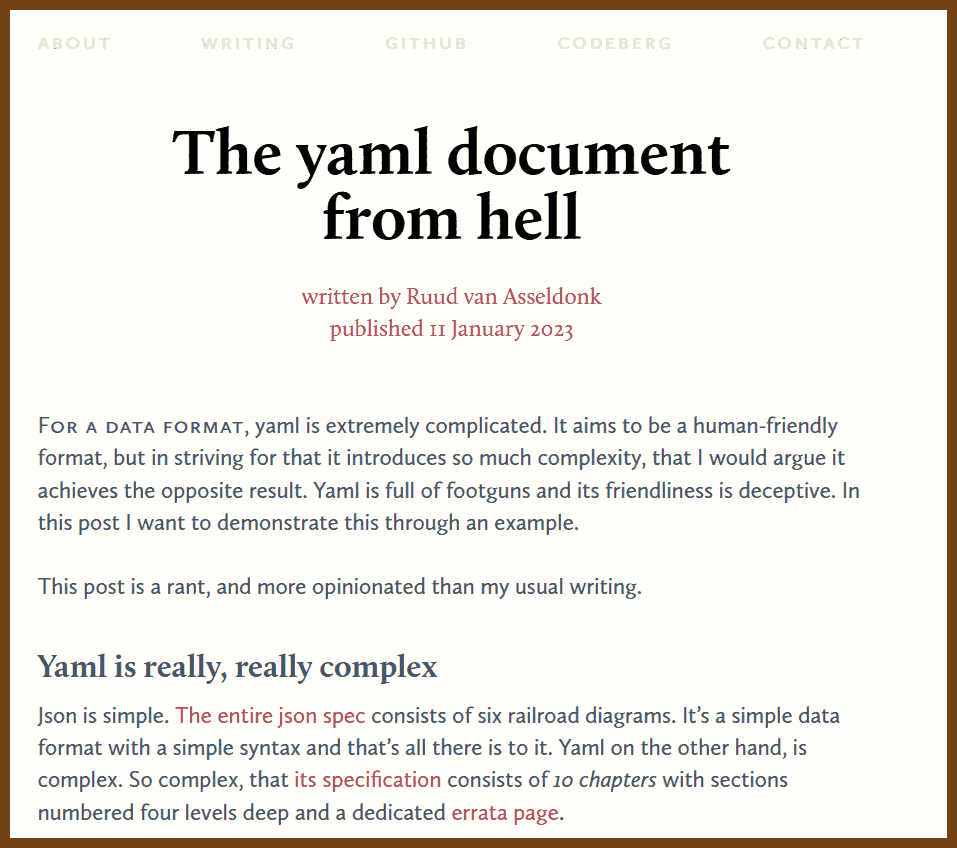 ABOUT WRITING GITHUB CODEBERG CONTACT
The yaml document
from hell
written by Ruud van Asseldonk
published 11 January 2023
For a data format, yaml is extremely complicated. It aims to be a human-friendly
format, but in striving for that it introduces so much complexity, that I would argue it
achieves the opposite result. Yaml is full of footguns and its friendliness is deceptive. In
this post I want to demonstrate this through an example.
This post is a rant, and more opinionated than my usual writing.
Yaml is really, really complex
Json is simple. The entire json spec consists of six railroad diagrams. It’s a simple data
format with a simple syntax and that’s all there is to it. Yaml on the other hand, is
complex. So complex, that its specification consists of 10 chapters with sections
numbered four levels deep and a dedicated errata page.